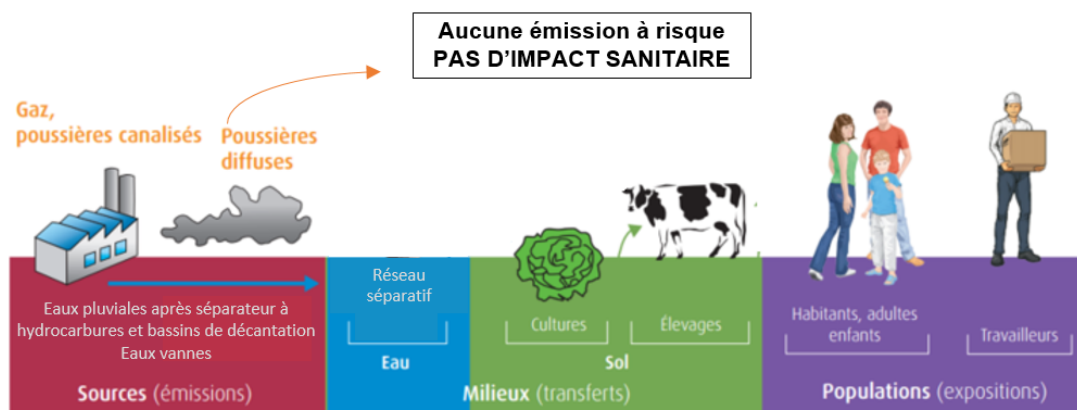 Aucune émission à risque
PAS D'IMPACT SANITAIRE
Gaz,
poussières canalisés
Poussières
diffuses
Eaux pluviales après séparateur à
hydrocarbures et bassins de décantation
Eaux vannes
Réseau
séparatif
Eau
Cultures
Élevages
Sol
Habitants, adultes
enfants
Travailleurs
Sources (émissions)
Milieux (transferts)
Populations (expositions)